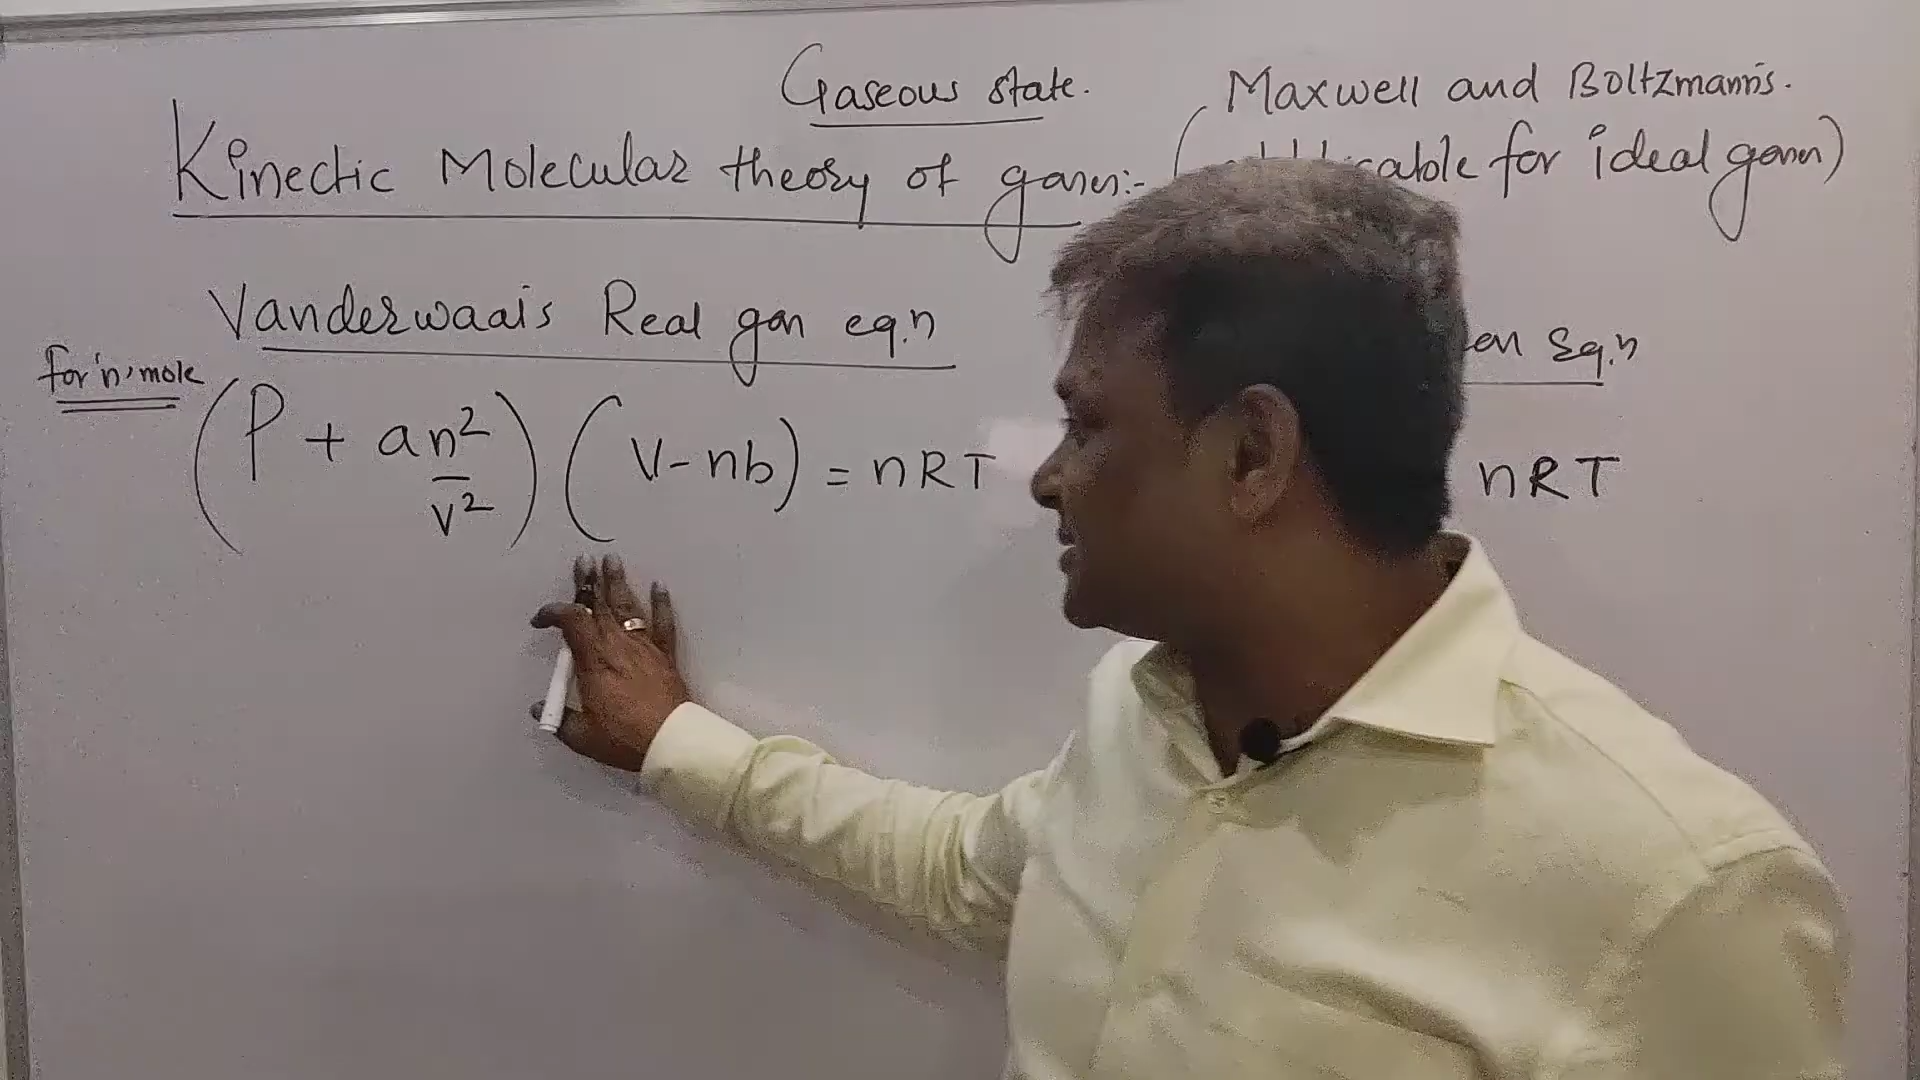 Gaseous state.
Maxwell and Boltzmann's.
Kinectic Molecular theory of gases:- (
cable for ideal gases)
Vanderwaals Real gas eq.n
Eq.n
for 'n' mole
(P + an²/v²) (V-nb) = nRT
nRT